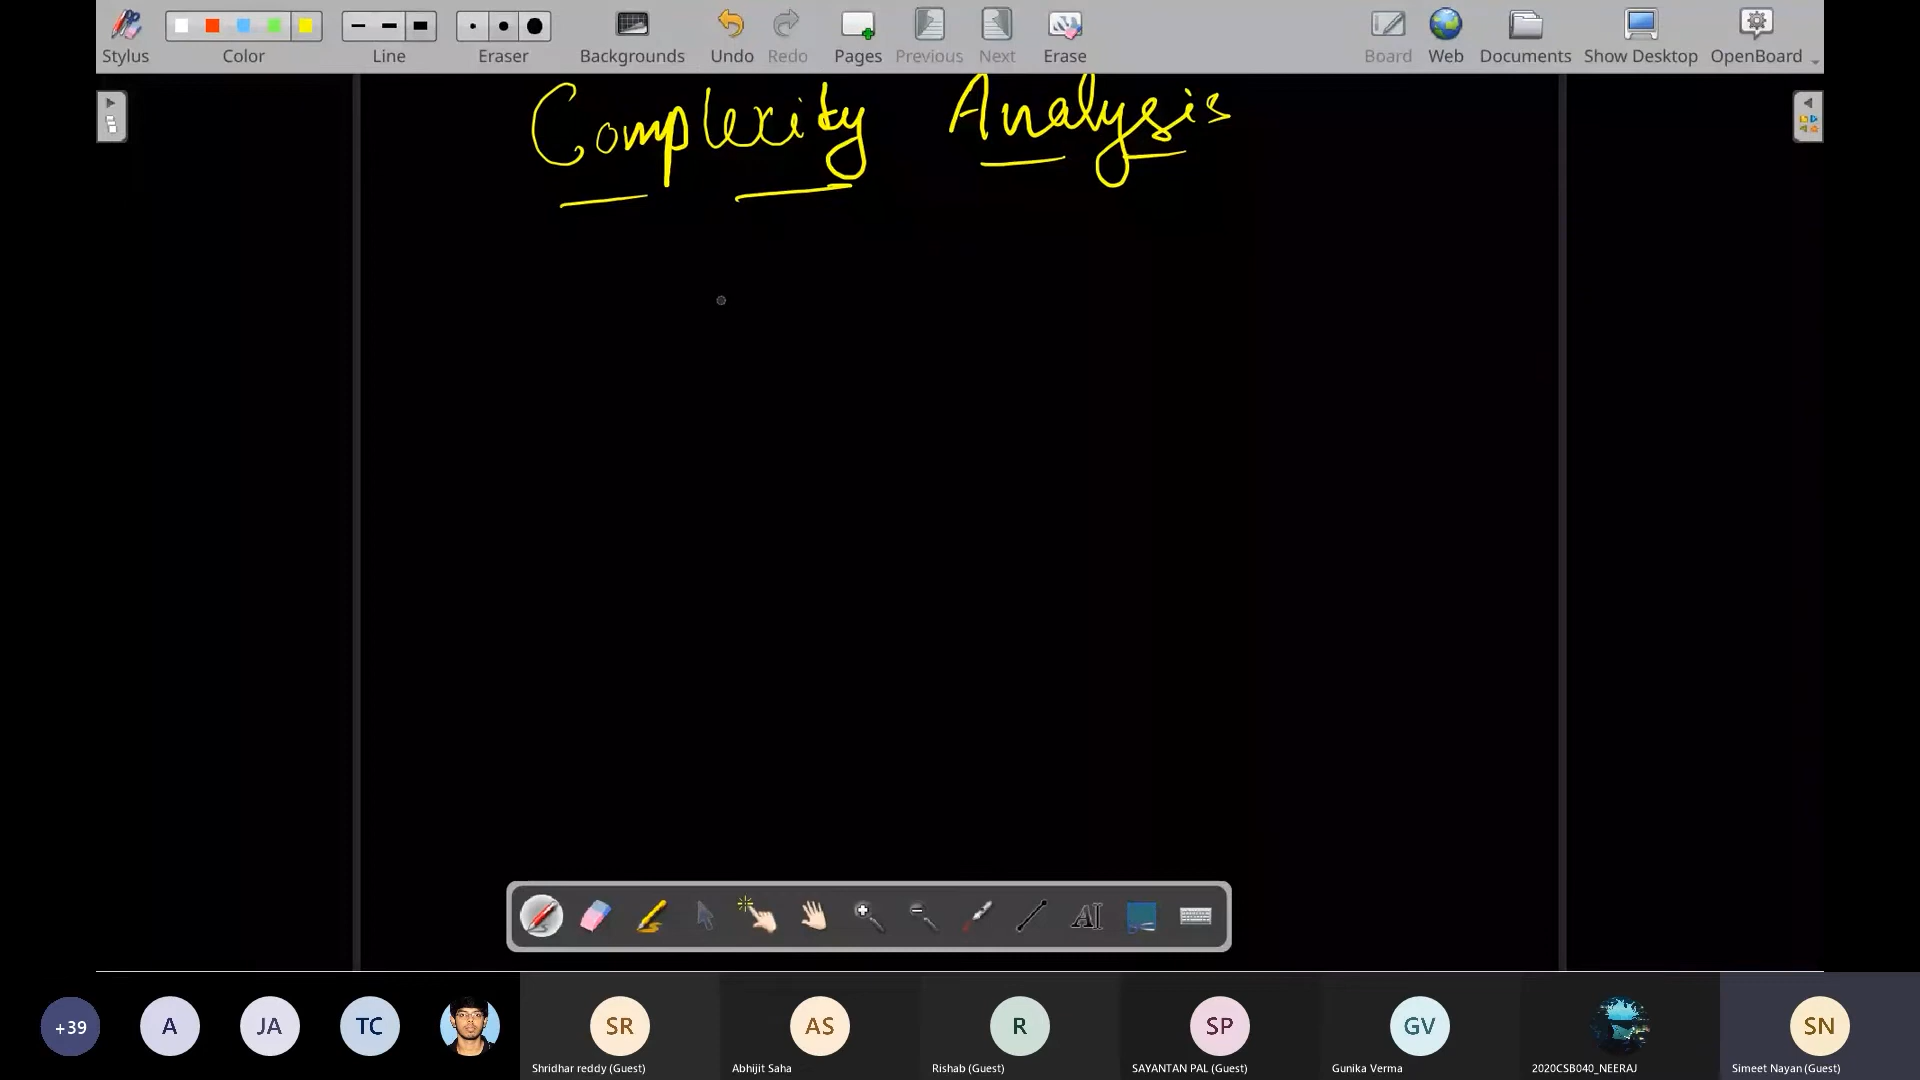 Stylus Color Line Eraser Backgrounds Undo Redo Pages Previous Next Erase Board Web Documents Show Desktop OpenBoard
Complexity Analysis
AI
+39 A JA TC SR AS R SP GV SN
Shridhar reddy (Guest) Abhijit Saha Rishab (Guest) SAYANTAN PAL (Guest) Gunika Verma 2020CSB040_NEERAJ Simeet Nayan (Guest)